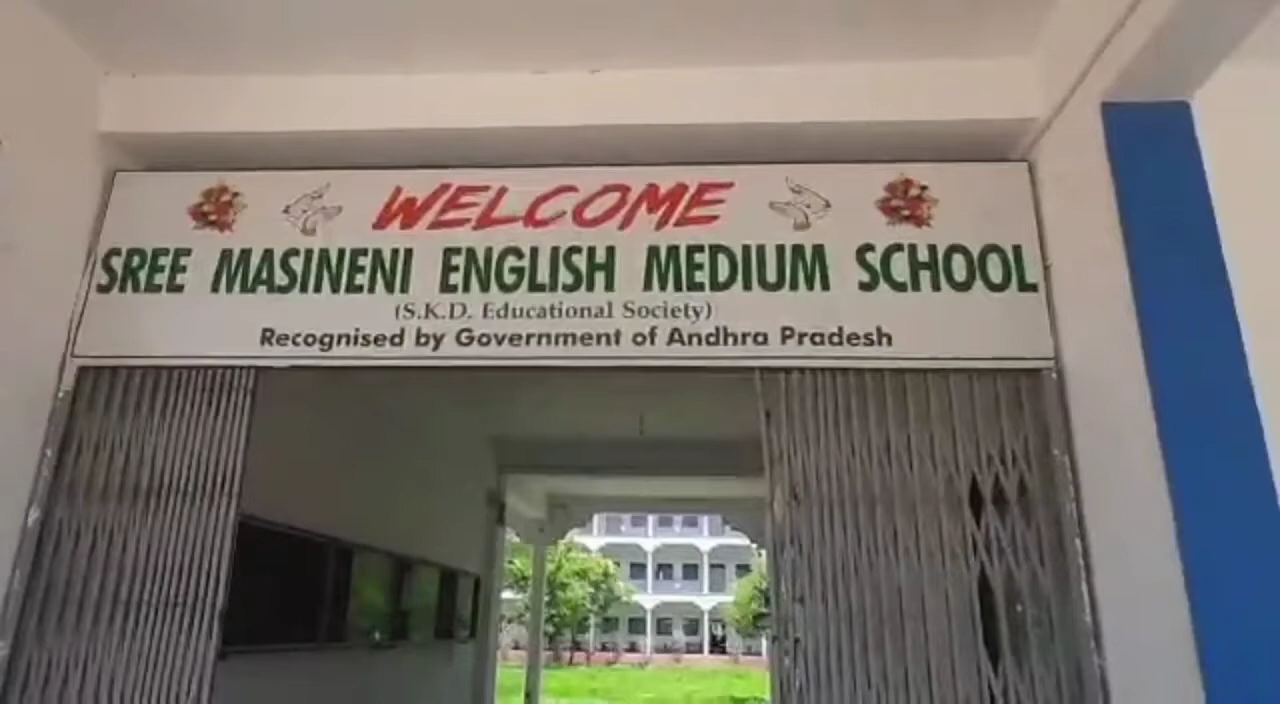 WELCOME
SREE MASINENI ENGLISH MEDIUM SCHOOL
(S.K.D. Educational Society)
Recognised by Government of Andhra Pradesh